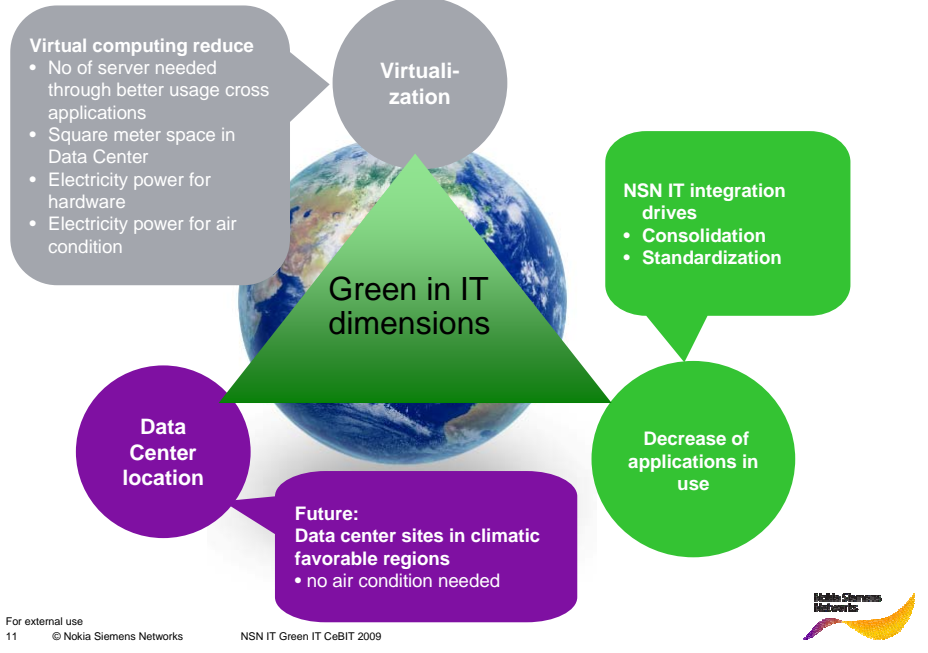 Virtual computing reduce
• No of server needed
through better usage cross
applications
• Square meter space in
Data Center
• Electricity power for
hardware
• Electricity power for air
condition
Virtuali-
zation
NSN IT integration
drives
• Consolidation
• Standardization
Green in IT
dimensions
Data
Center
location
Decrease of
applications in
use
Future:
Data center sites in climatic
favorable regions
• no air condition needed
Nokia Siemens
Networks
For external use
11 © Nokia Siemens Networks NSN IT Green IT CeBIT 2009